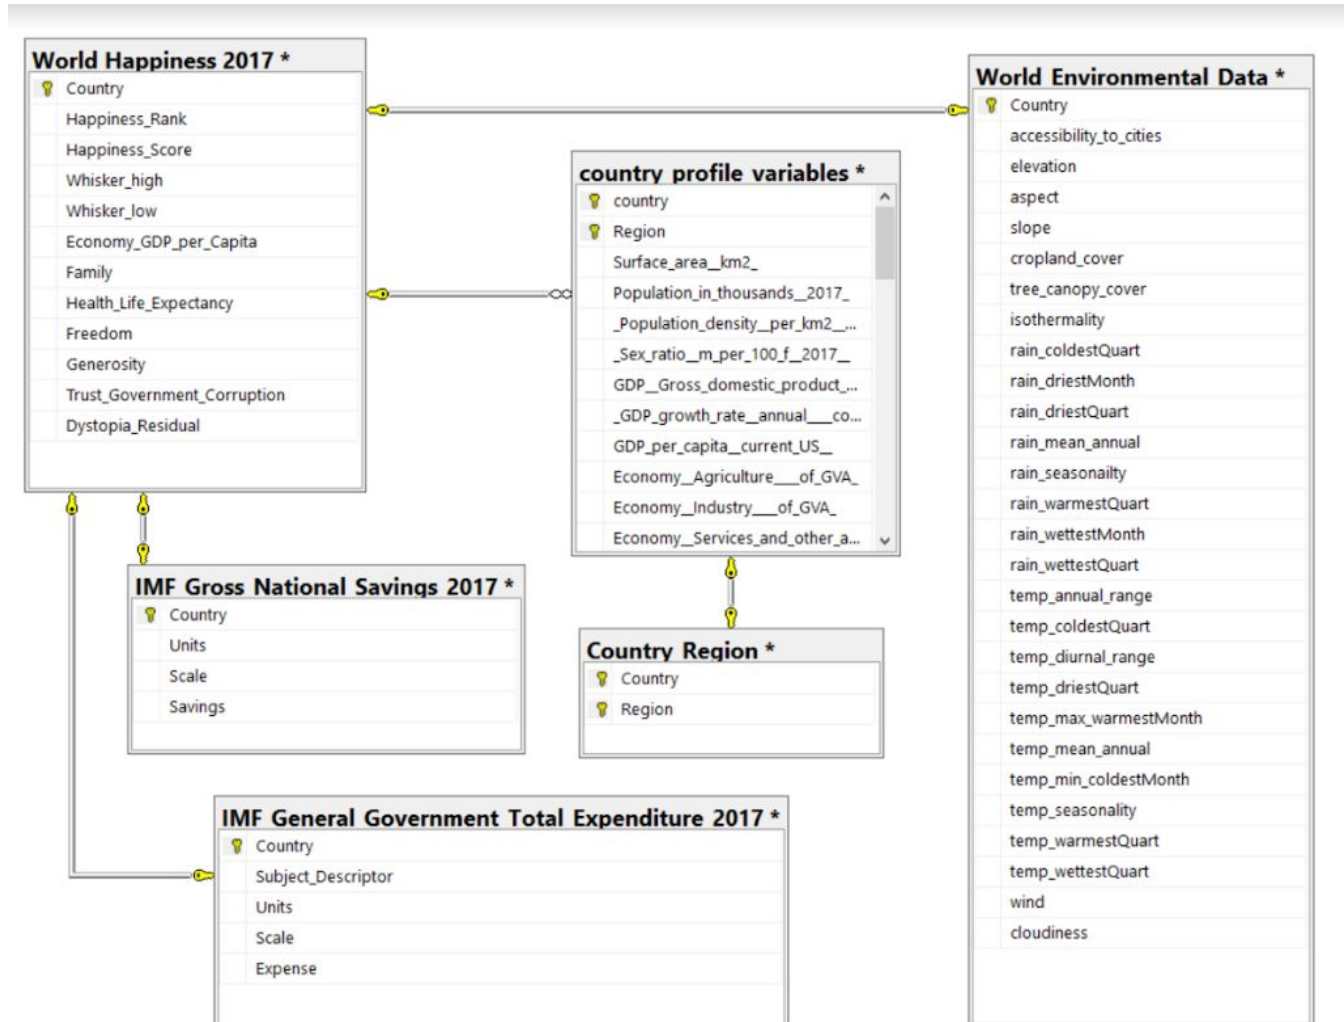 World Happiness 2017 *
Country
Happiness_Rank
Happiness_Score
Whisker_high
Whisker_low
Economy_GDP_per_Capita
Family
Health_Life_Expectancy
Freedom
Generosity
Trust_Government_Corruption
Dystopia_Residual
country profile variables *
country
Region
Surface_area__km2_
Population_in_thousands__2017_
_Population_density__per_km2__...
_Sex_ratio__m_per_100_f__2017__
GDP__Gross_domestic_product_...
_GDP_growth_rate__annual___co...
GDP_per_capita__current_US__
Economy__Agriculture___of_GVA_
Economy__Industry___of_GVA_
Economy__Services_and_other_a...
World Environmental Data *
Country
accessibility_to_cities
elevation
aspect
slope
cropland_cover
tree_canopy_cover
isothermality
rain_coldestQuart
rain_driestMonth
rain_driestQuart
rain_mean_annual
rain_seasonailty
rain_warmestQuart
rain_wettestMonth
rain_wettestQuart
temp_annual_range
temp_coldestQuart
temp_diurnal_range
temp_driestQuart
temp_max_warmestMonth
temp_mean_annual
temp_min_coldestMonth
temp_seasonality
temp_warmestQuart
temp_wettestQuart
wind
cloudiness
IMF Gross National Savings 2017 *
Country
Units
Scale
Savings
Country Region *
Country
Region
IMF General Government Total Expenditure 2017 *
Country
Subject_Descriptor
Units
Scale
Expense